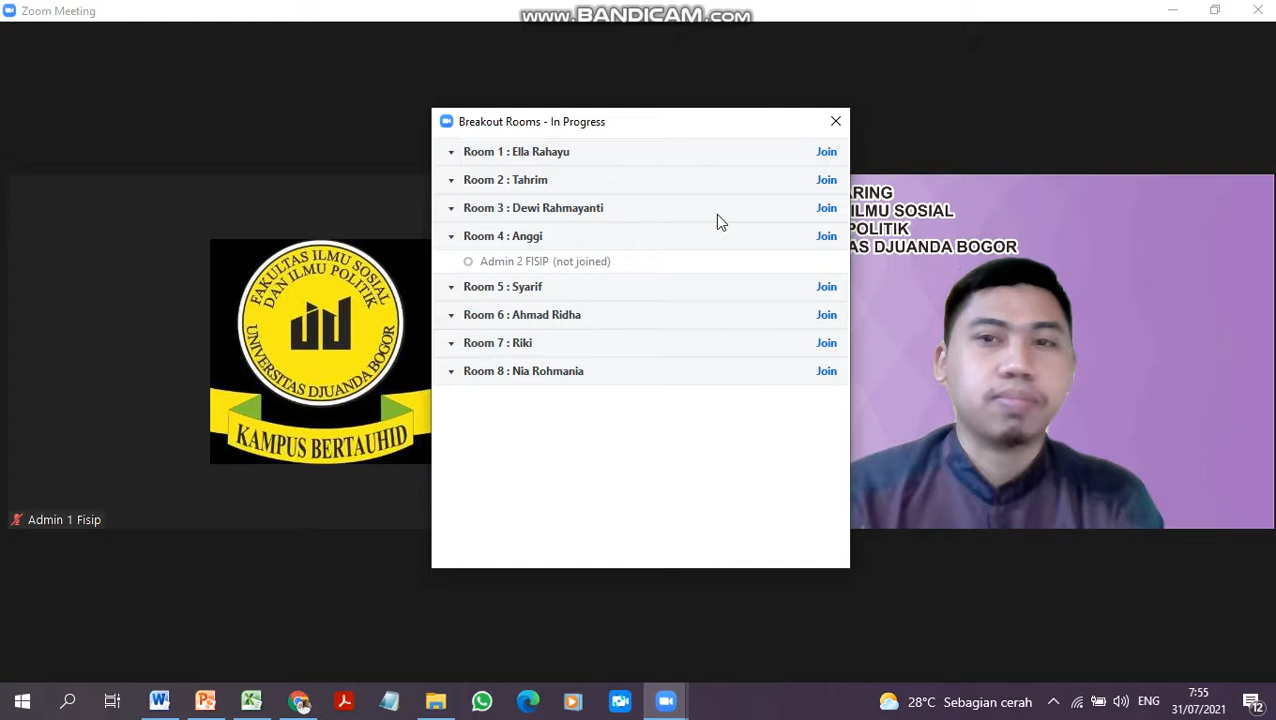 Zoom Meeting
www.BANDICAM.com
Breakout Rooms - In Progress
Room 1 : Ella Rahayu
Join
Room 2 : Tahrim
Join
Room 3 : Dewi Rahmayanti
Join
Room 4 : Anggi
Join
Admin 2 FISIP (not joined)
Room 5 : Syarif
Join
Room 6 : Ahmad Ridha
Join
Room 7 : Riki
Join
Room 8 : Nia Rohmania
Join
FAKULTAS ILMU SOSIAL
DAN ILMU POLITIK
UNIVERSITAS DJUANDA BOGOR
KAMPUS BERTAUHID
Admin 1 Fisip
ARING
ILMU SOSIAL
POLITIK
AS DJUANDA BOGOR
28°C Sebagian cerah
ENG
7:55
31/07/2021
12